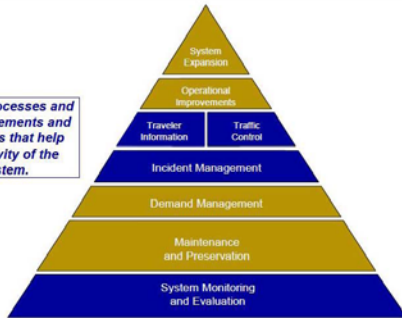 System
Expansion
Operational
Improvements
Traveler
Information
Traffic
Control
Incident Management
Demand Management
Maintenance
and Preservation
System Monitoring
and Evaluation
ocesses and
ements and
s that help
vity of the
stem.